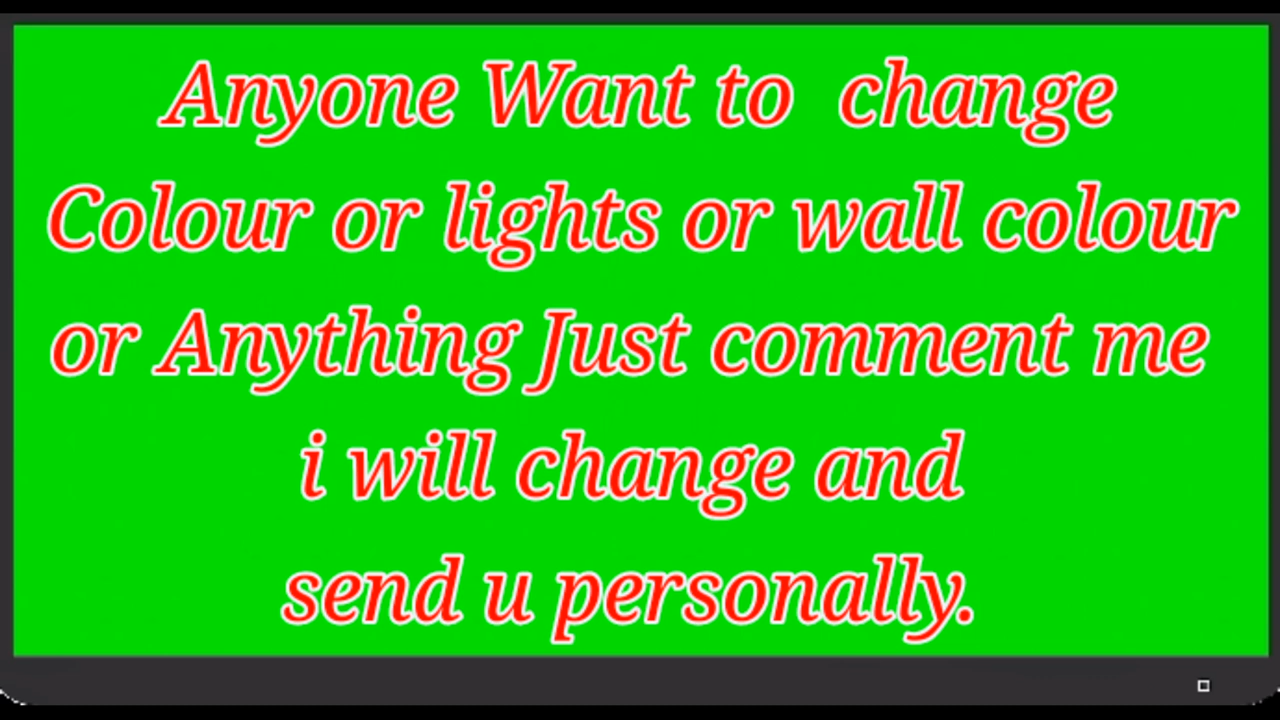 Anyone Want to change
Colour or lights or wall colour
or Anything Just comment me
i will change and
send u personally.